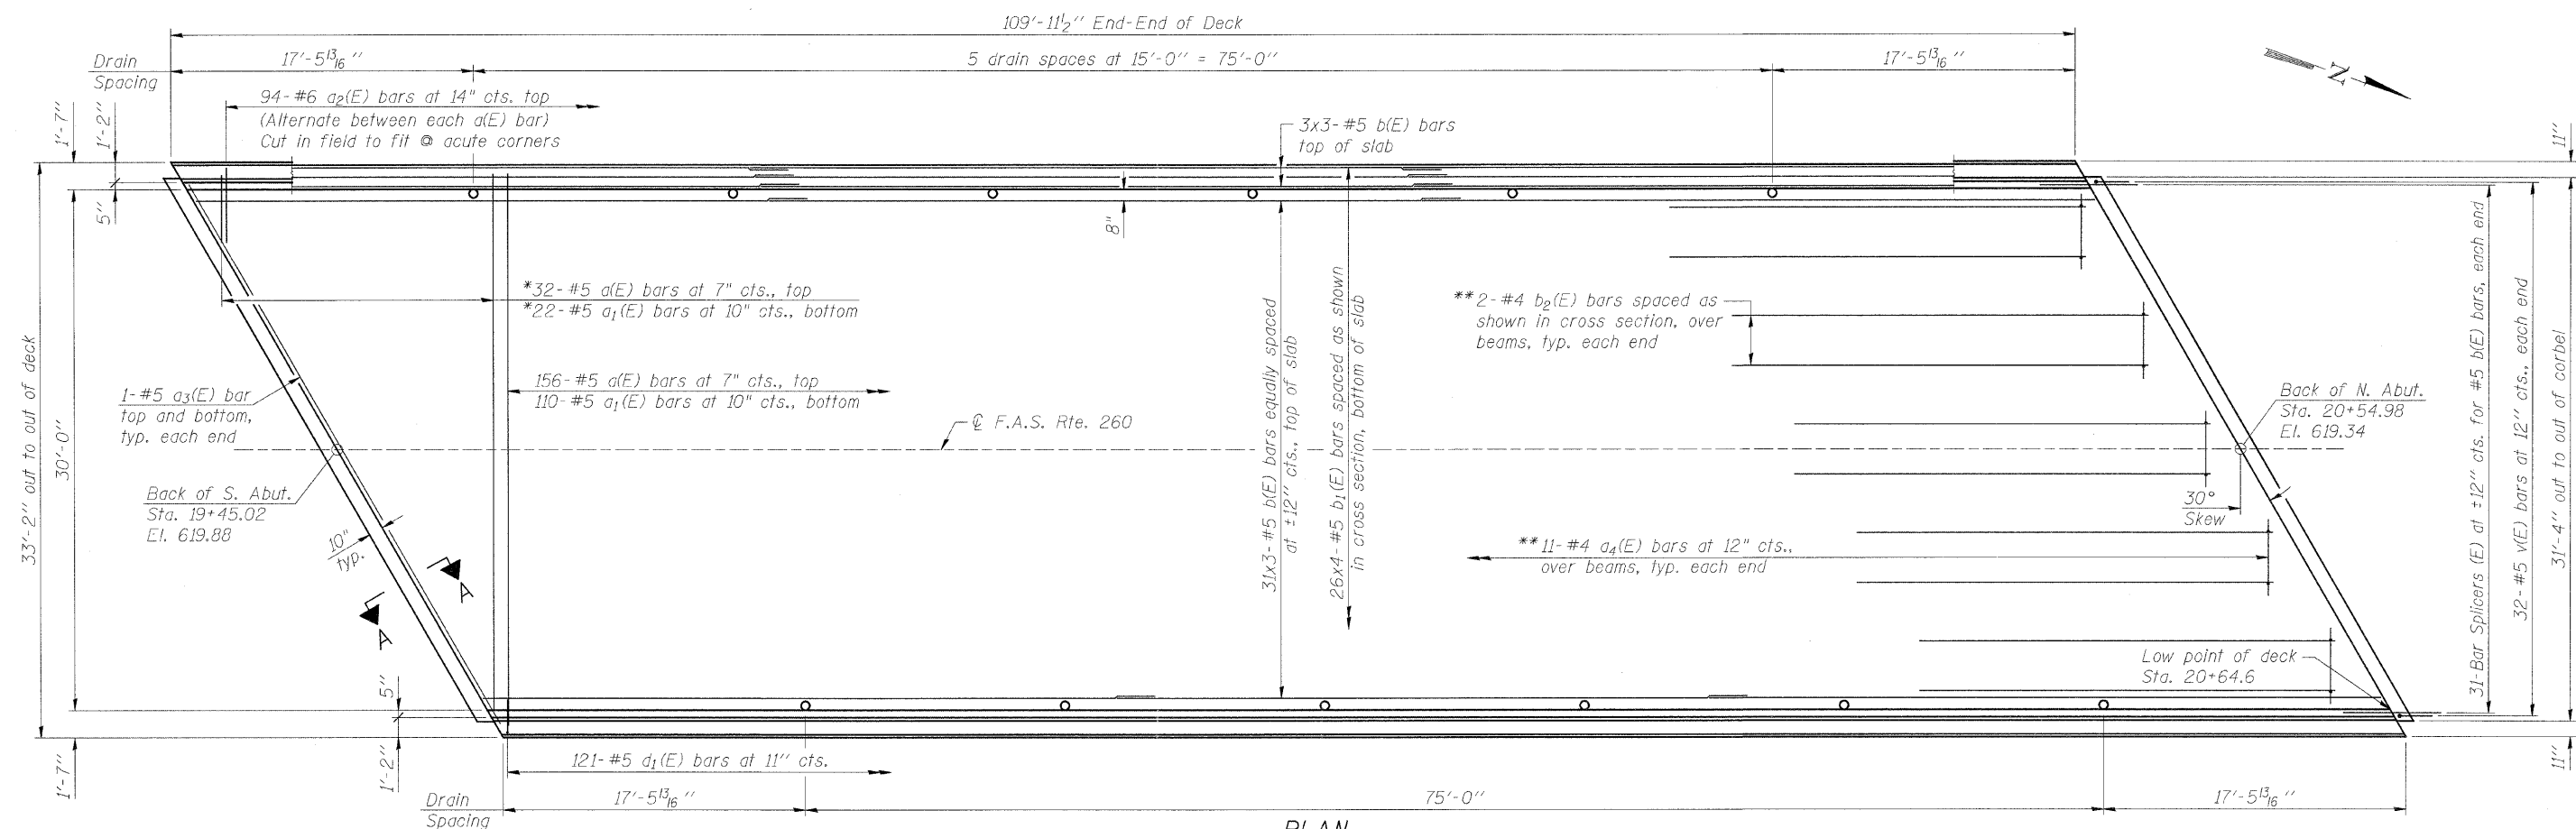 109'-11½" End-End of Deck
Drain
Spacing
17'-5 13/16"
5 drain spaces at 15'-0" = 75'-0"
17'-5 13/16"
N
94-#6 a2(E) bars at 14" cts. top
(Alternate between each a(E) bar)
Cut in field to fit @ acute corners
3x3-#5 b(E) bars
top of slab
1'-7"
1'-2"
5"
11"
8"
33'-2" out to out of deck
30'-0"
*32-#5 a(E) bars at 7" cts., top
*22-#5 a1(E) bars at 10" cts., bottom
**2-#4 b2(E) bars spaced as
shown in cross section, over
beams, typ. each end
1-#5 a3(E) bar
top and bottom,
typ. each end
156-#5 a(E) bars at 7" cts., top
110-#5 a1(E) bars at 10" cts., bottom
31x3-#5 b(E) bars equally spaced
at ±12" cts., top of slab
26x4-#5 b1(E) bars spaced as shown
in cross section, bottom of slab
℄ F.A.S. Rte. 260
Back of N. Abut.
Sta. 20+54.98
El. 619.34
Back of S. Abut.
Sta. 19+45.02
El. 619.88
30°
Skew
10"
typ.
A
A
**11-#4 a4(E) bars at 12" cts.,
over beams, typ. each end
Low point of deck
Sta. 20+64.6
31-Bar Splicers (E) at ±12" cts. for #5 b(E) bars, each end
32-#5 v(E) bars at 12" cts., each end
31'-4" out to out of corbel
5"
1'-2"
1'-7"
11"
121-#5 d1(E) bars at 11" cts.
Drain
Spacing
17'-5 13/16"
75'-0"
17'-5 13/16"
PLAN